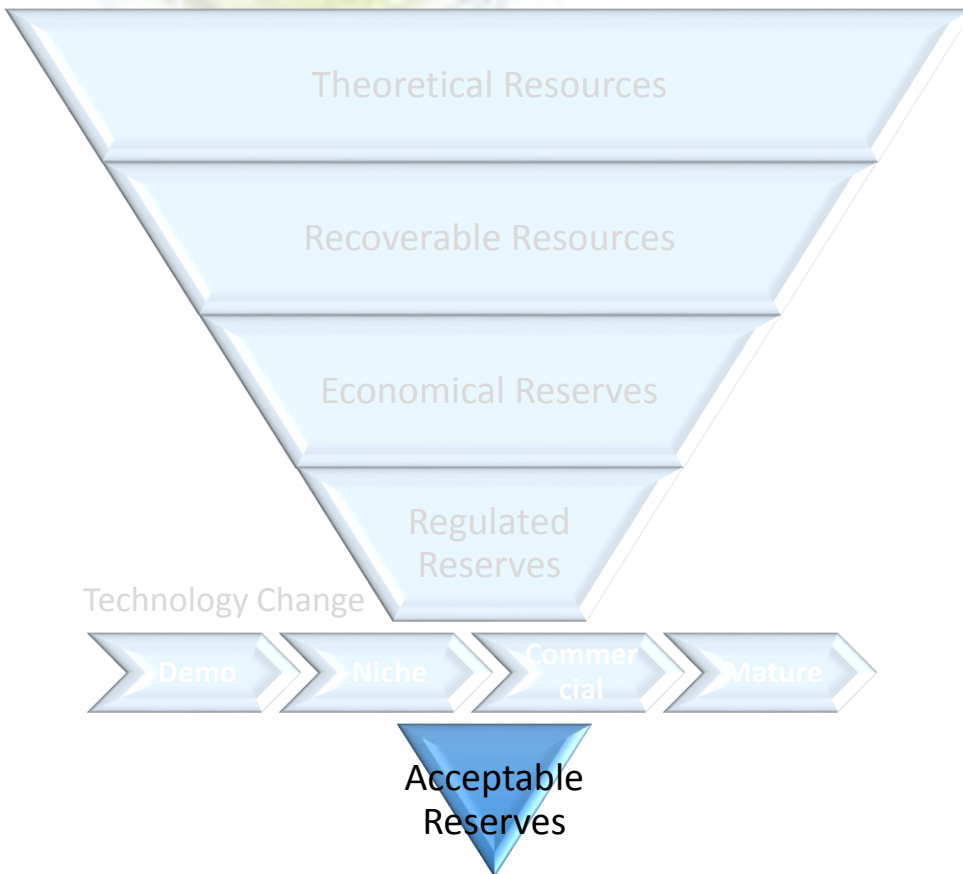 Theoretical Resources
Recoverable Resources
Economical Reserves
Regulated
Reserves
Technology Change
Demo
Niche
Commer
cial
Mature
Acceptable
Reserves